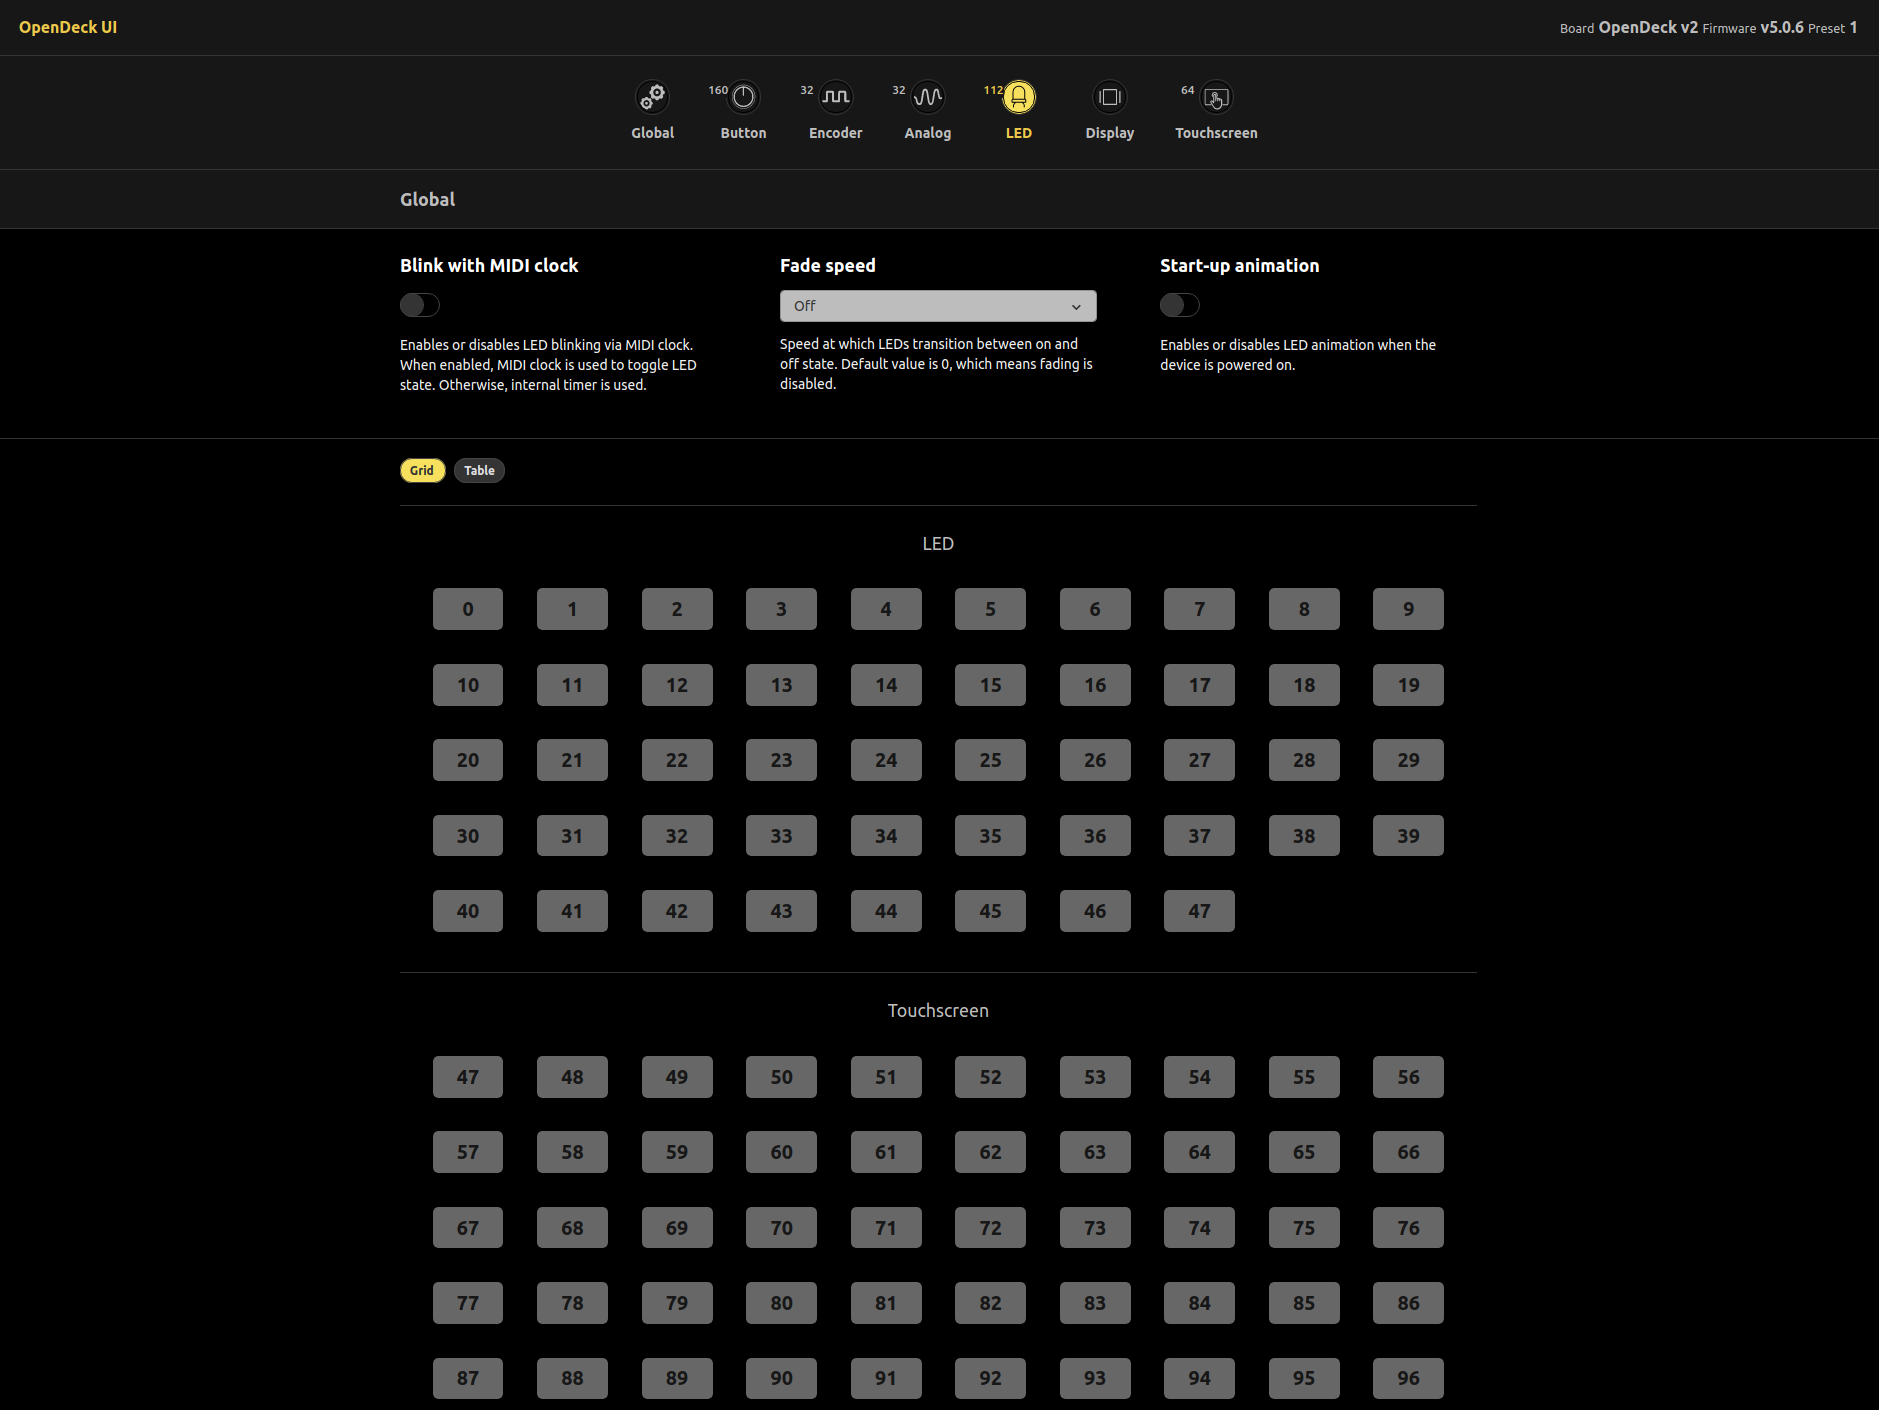 OpenDeck UI
Board OpenDeck v2 Firmware v5.0.6 Preset 1
160 32 32 112 64
Global Button Encoder Analog LED Display Touchscreen
Global
Blink with MIDI clock
Enables or disables LED blinking via MIDI clock.
When enabled, MIDI clock is used to toggle LED
state. Otherwise, internal timer is used.
Fade speed
Off
Speed at which LEDs transition between on and
off state. Default value is 0, which means fading is
disabled.
Start-up animation
Enables or disables LED animation when the
device is powered on.
Grid Table
LED
0 1 2 3 4 5 6 7 8 9
10 11 12 13 14 15 16 17 18 19
20 21 22 23 24 25 26 27 28 29
30 31 32 33 34 35 36 37 38 39
40 41 42 43 44 45 46 47
Touchscreen
47 48 49 50 51 52 53 54 55 56
57 58 59 60 61 62 63 64 65 66
67 68 69 70 71 72 73 74 75 76
77 78 79 80 81 82 83 84 85 86
87 88 89 90 91 92 93 94 95 96